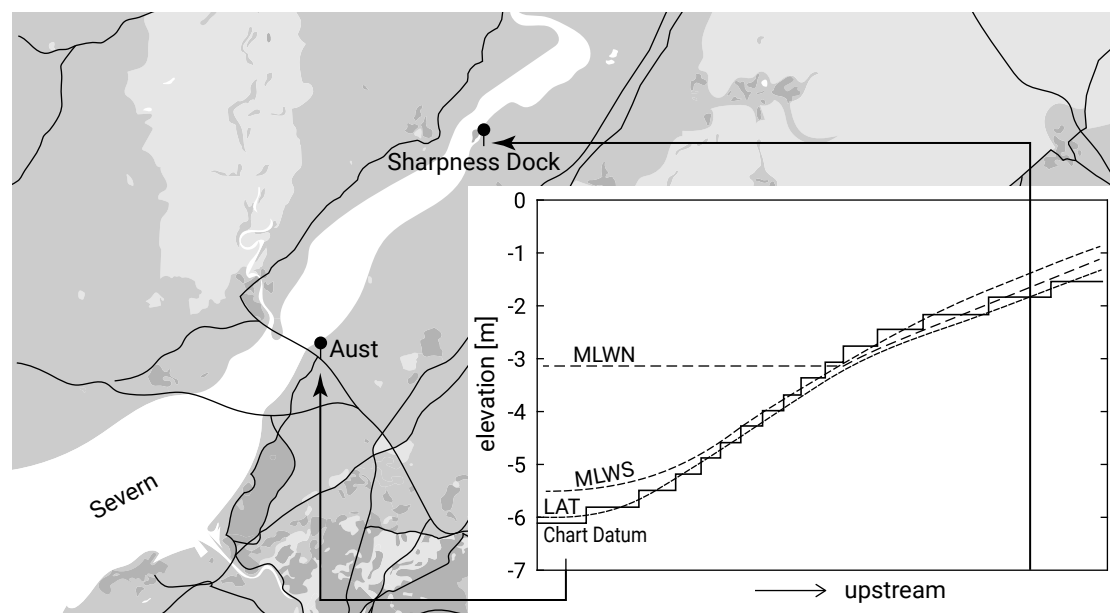 Sharpness Dock
Aust
Severn
elevation [m]
0
-1
-2
-3
-4
-5
-6
-7
MLWN
MLWS
LAT
Chart Datum
upstream